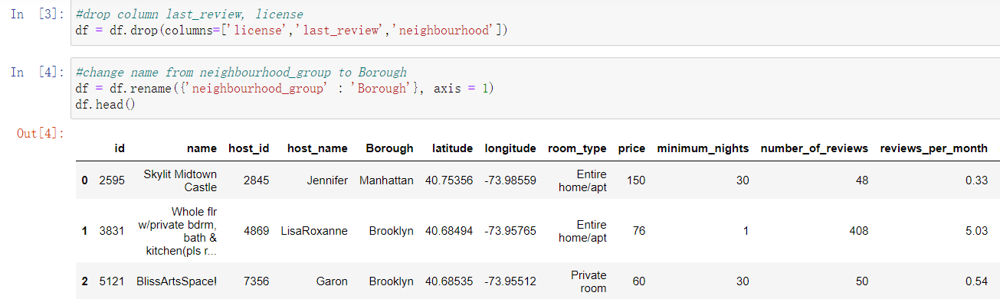 In [3]: #drop column last_review, license
df = df.drop(columns=['license','last_review','neighbourhood'])
In [4]: #change name from neighbourhood_group to Borough
df = df.rename({'neighbourhood_group' : 'Borough'}, axis = 1)
df.head()
Out[4]:
id name host_id host_name Borough latitude longitude room_type price minimum_nights number_of_reviews reviews_per_month
0 2595 Skylit Midtown Castle 2845 Jennifer Manhattan 40.75356 -73.98559 Entire home/apt 150 30 48 0.33
1 3831 Whole flr w/private bdrm, bath & kitchen(pls r... 4869 LisaRoxanne Brooklyn 40.68494 -73.95765 Entire home/apt 76 1 408 5.03
2 5121 BlissArtsSpace! 7356 Garon Brooklyn 40.68535 -73.95512 Private room 60 30 50 0.54